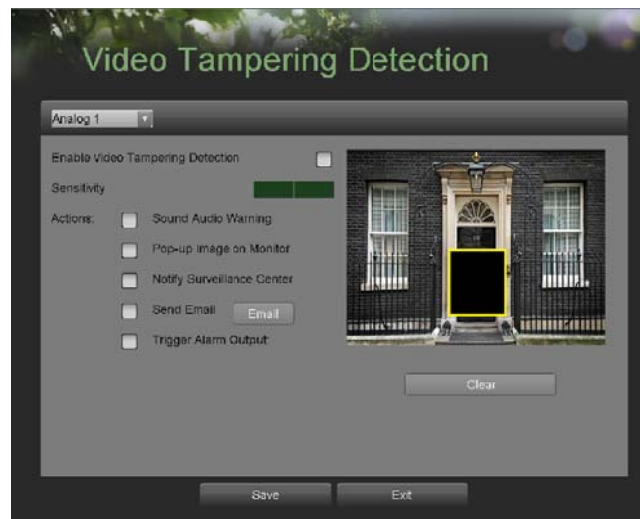 Video Tampering Detection
Analog 1
Enable Video Tampering Detection
Sensitivity
Actions: Sound Audio Warning
Pop-up Image on Monitor
Notify Surveillance Center
Send Email Email
Trigger Alarm Output:
Clear
Save Exit